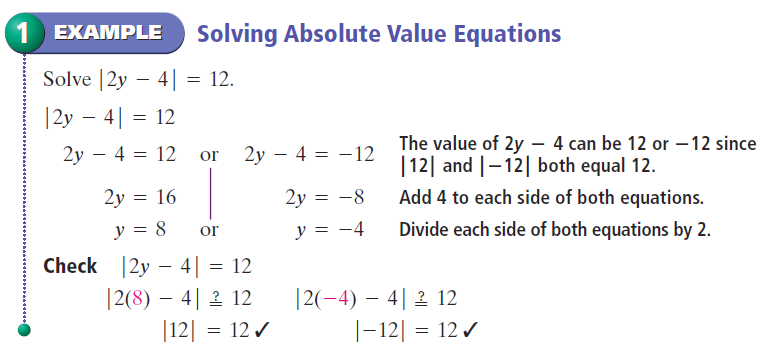 1 EXAMPLE Solving Absolute Value Equations
Solve |2y − 4| = 12.
|2y − 4| = 12
2y − 4 = 12 or 2y − 4 = −12 The value of 2y − 4 can be 12 or −12 since
|12| and |−12| both equal 12.
2y = 16 2y = −8 Add 4 to each side of both equations.
y = 8 or y = −4 Divide each side of both equations by 2.
Check |2y − 4| = 12
|2(8) − 4| ≟ 12 |2(−4) − 4| ≟ 12
|12| = 12 ✓ |−12| = 12 ✓